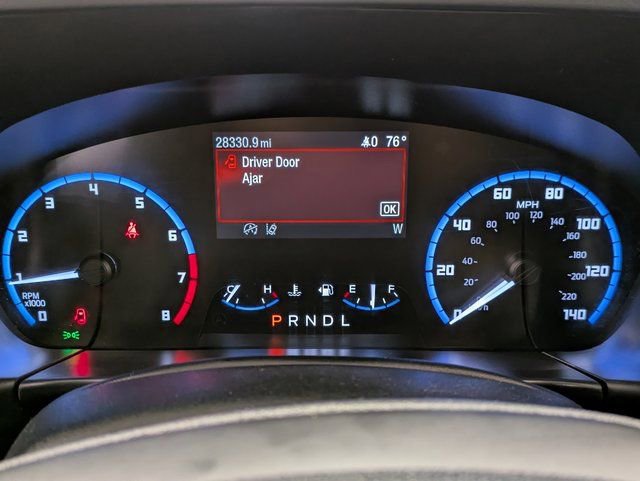 28330.9 mi 0 76°
Driver Door
Ajar
OK
W
0 1 2 3 4 5 6 7 8
RPM
x1000
0 20 40 60 80 100 120 140
MPH
20 40 60 80 100 120 140 160 180 200 220
C H E F
P R N D L